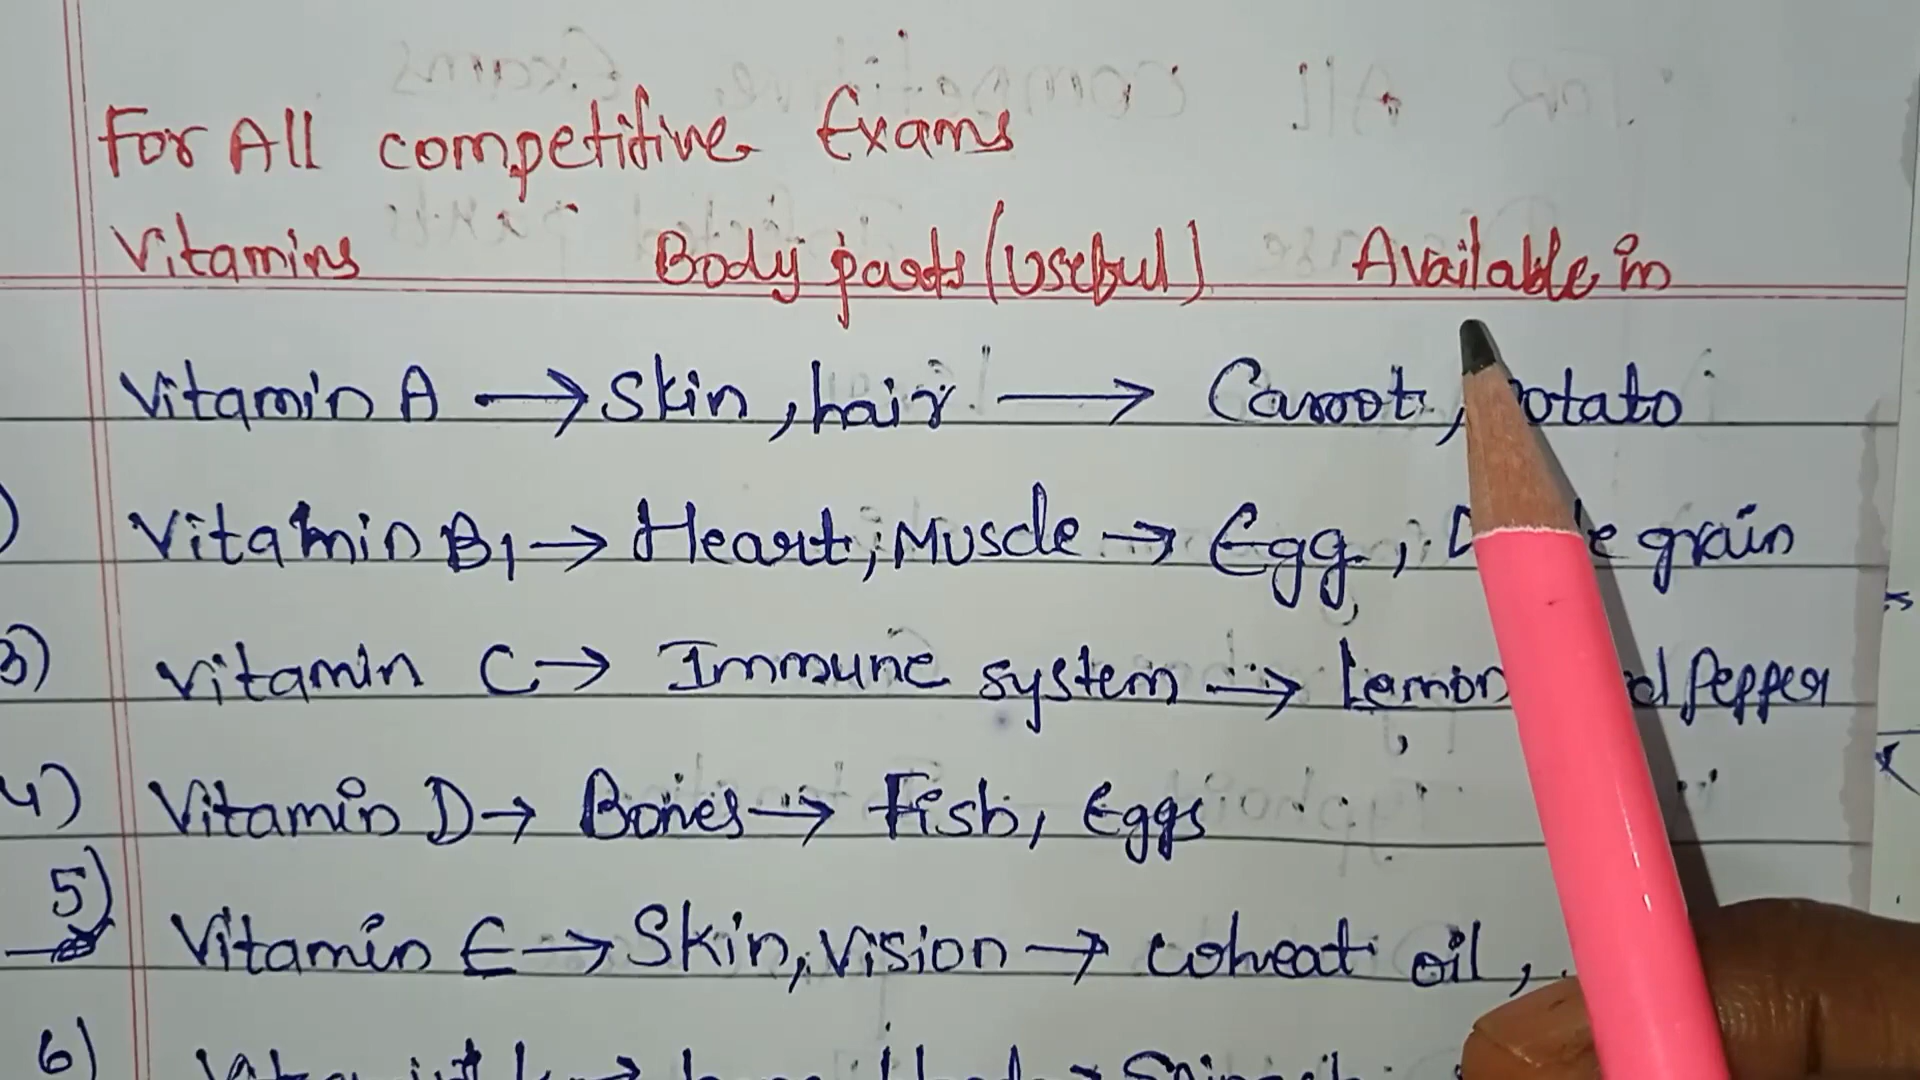 For All competitive Exams
Vitamins Body parts (Useful) Available in
Vitamin A → Skin, hair → Carrot, potato
Vitamin B1 → Heart, Muscle → Egg, grain
3) Vitamin C → Immune system → Lemon Pepper
4) Vitamin D → Bones → Fish, Eggs
5) Vitamin E → Skin, Vision → wheat oil,
6)